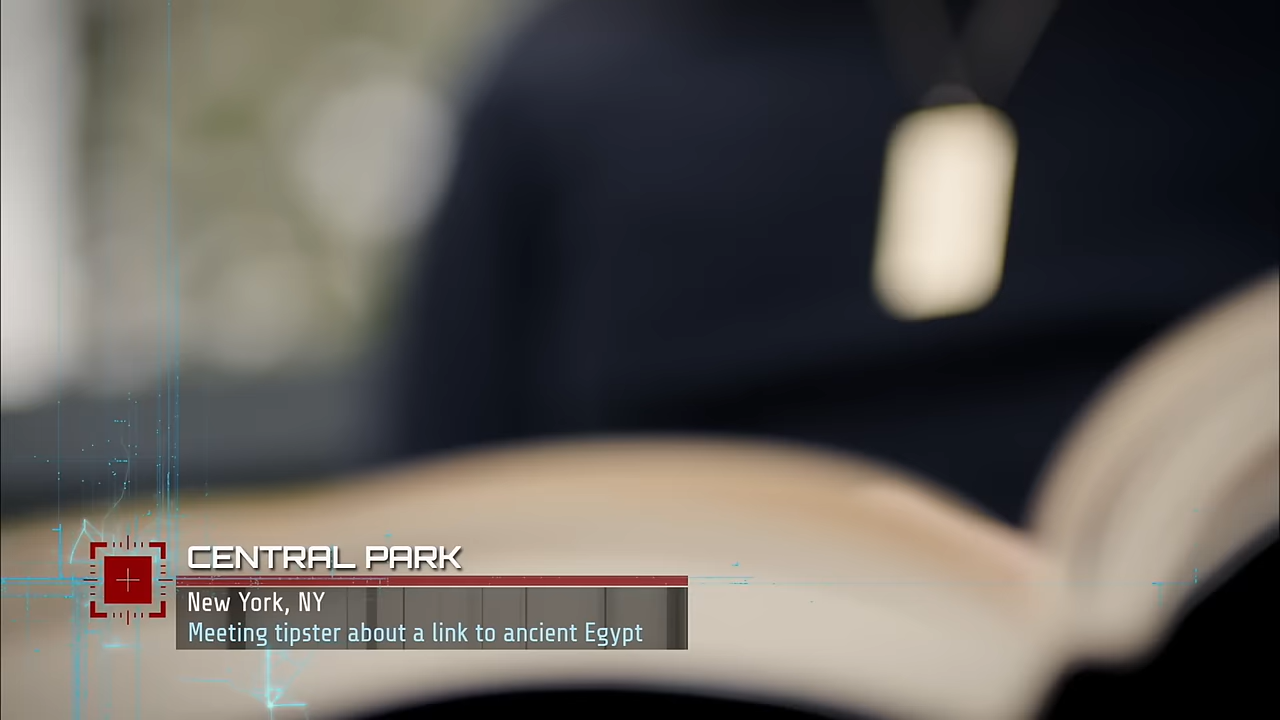 CENTRAL PARK
New York, NY
Meeting tipster about a link to ancient Egypt